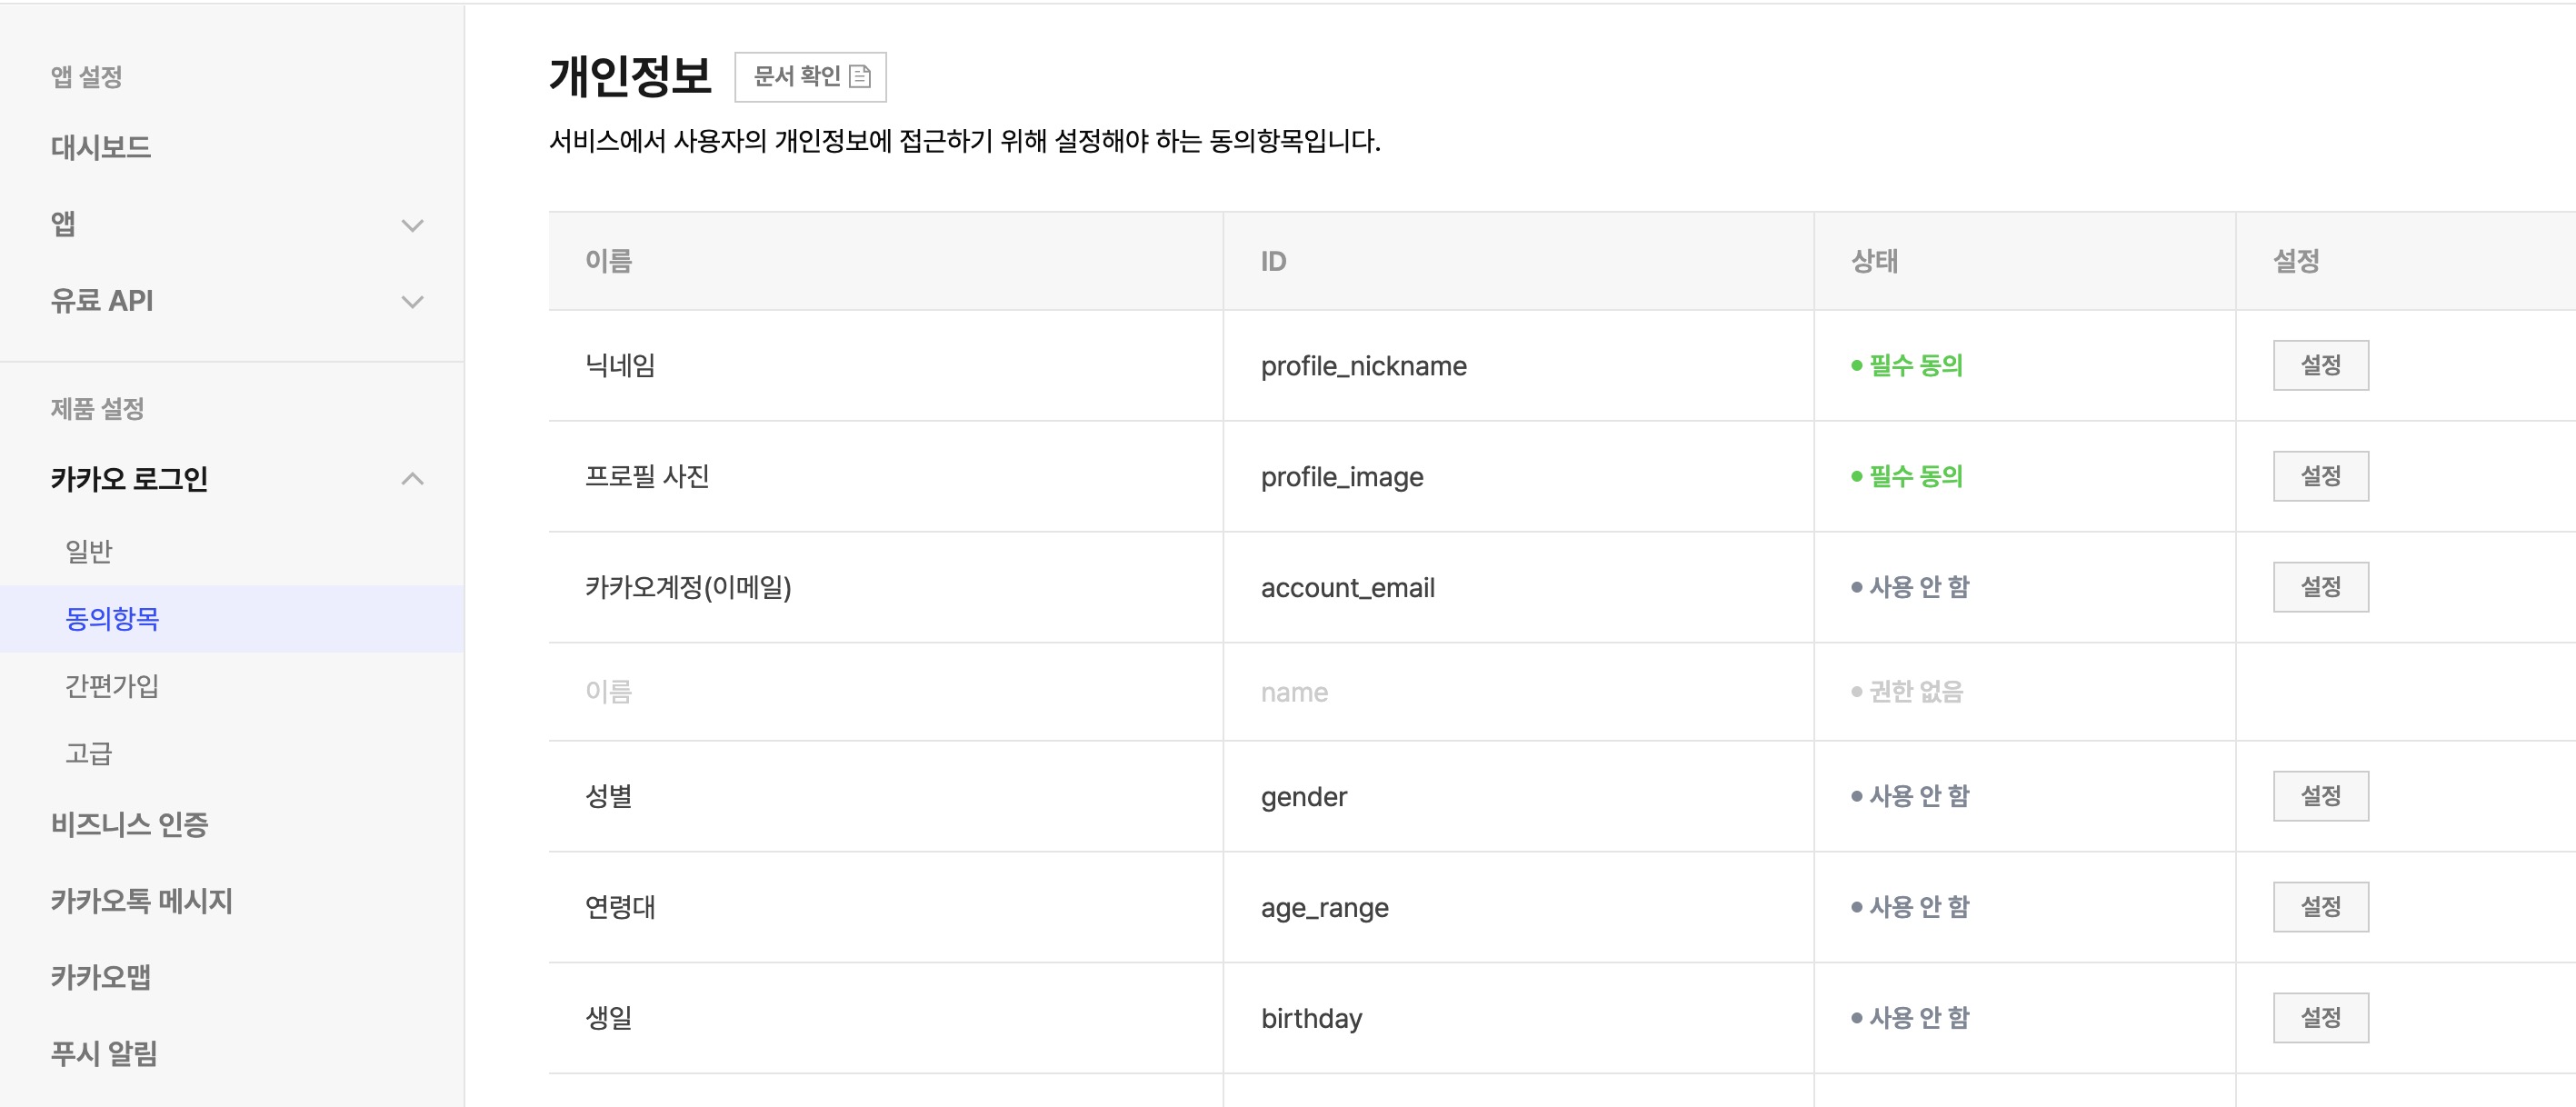 앱 설정
대시보드
앱
유료 API
제품 설정
카카오 로그인
일반
동의항목
간편가입
고급
비즈니스 인증
카카오톡 메시지
카카오맵
푸시 알림
개인정보 문서 확인
서비스에서 사용자의 개인정보에 접근하기 위해 설정해야 하는 동의항목입니다.
이름 ID 상태 설정
닉네임 profile_nickname 필수 동의 설정
프로필 사진 profile_image 필수 동의 설정
카카오계정(이메일) account_email 사용 안 함 설정
이름 name 권한 없음
성별 gender 사용 안 함 설정
연령대 age_range 사용 안 함 설정
생일 birthday 사용 안 함 설정